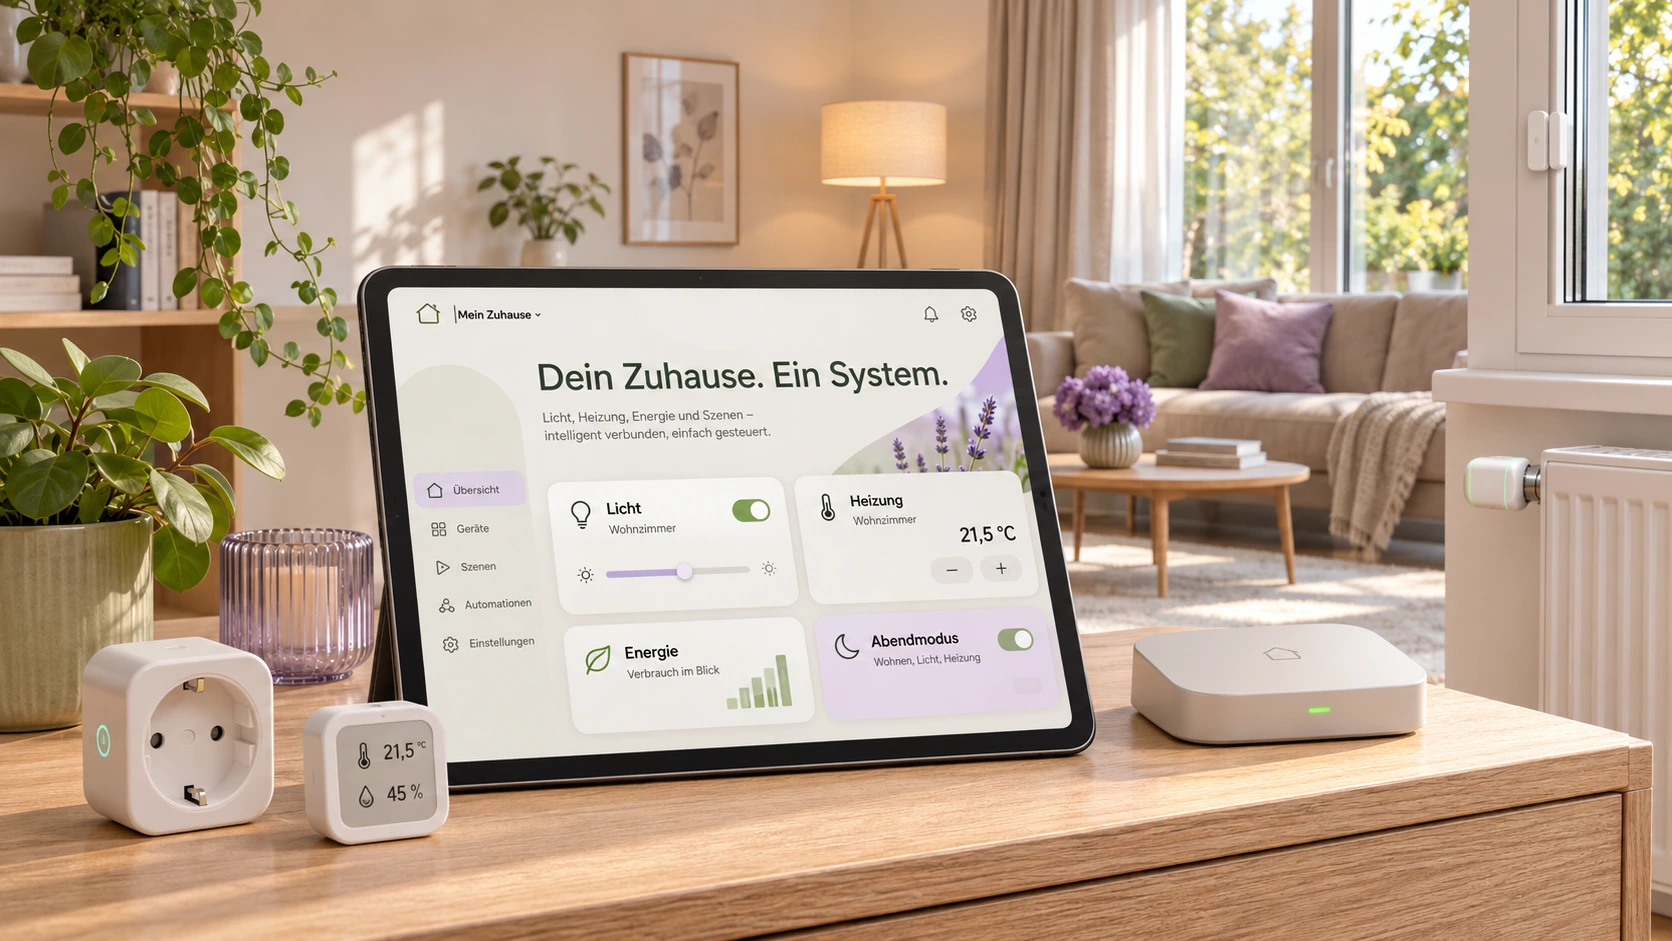 Mein Zuhause
Dein Zuhause. Ein System.
Licht, Heizung, Energie und Szenen –
intelligent verbunden, einfach gesteuert.
Übersicht
Geräte
Szenen
Automationen
Einstellungen
Licht
Wohnzimmer
Heizung
Wohnzimmer
21,5 °C
− +
Energie
Verbrauch im Blick
Abendmodus
Wohnen, Licht, Heizung
21,5 °C
45 %